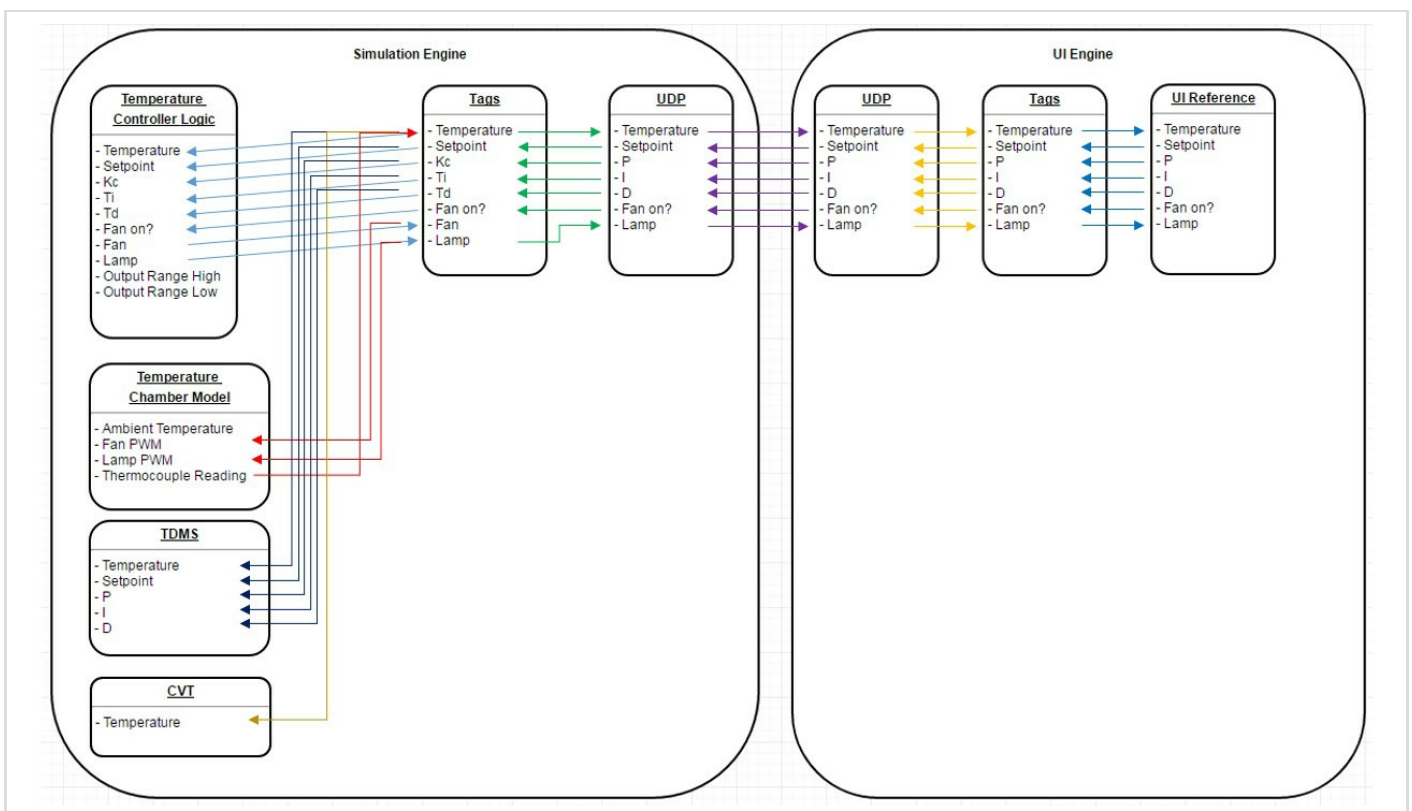 Simulation Engine
Temperature
Controller Logic
- Temperature
- Setpoint
- Kc
- Ti
- Td
- Fan on?
- Fan
- Lamp
- Output Range High
- Output Range Low
Temperature
Chamber Model
- Ambient Temperature
- Fan PWM
- Lamp PWM
- Thermocouple Reading
TDMS
- Temperature
- Setpoint
- P
- I
- D
CVT
- Temperature
Tags
- Temperature
- Setpoint
- Kc
- Ti
- Td
- Fan on?
- Fan
- Lamp
UDP
- Temperature
- Setpoint
- P
- I
- D
- Fan on?
- Lamp
UI Engine
UDP
- Temperature
- Setpoint
- P
- I
- D
- Fan on?
- Lamp
Tags
- Temperature
- Setpoint
- P
- I
- D
- Fan on?
- Lamp
UI Reference
- Temperature
- Setpoint
- P
- I
- D
- Fan on?
- Lamp